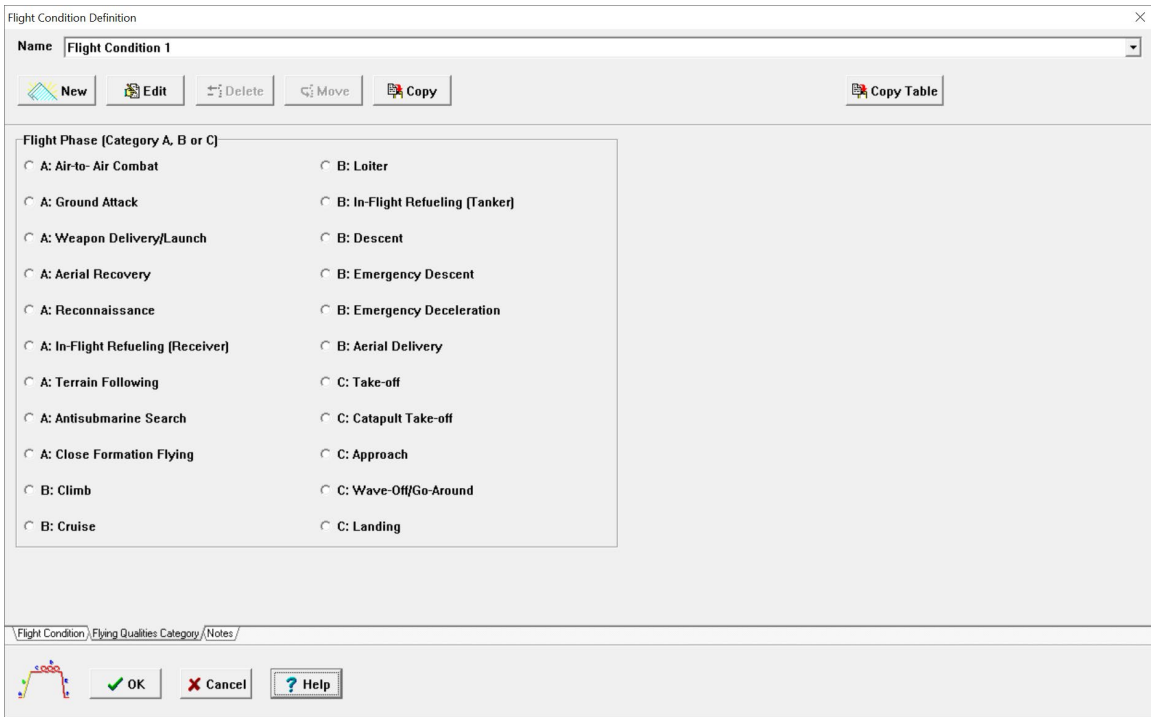 Flight Condition Definition
Name Flight Condition 1
New Edit Delete Move Copy Copy Table
Flight Phase (Category A, B or C)
A: Air-to- Air Combat
A: Ground Attack
A: Weapon Delivery/Launch
A: Aerial Recovery
A: Reconnaissance
A: In-Flight Refueling (Receiver)
A: Terrain Following
A: Antisubmarine Search
A: Close Formation Flying
B: Climb
B: Cruise
B: Loiter
B: In-Flight Refueling (Tanker)
B: Descent
B: Emergency Descent
B: Emergency Deceleration
B: Aerial Delivery
C: Take-off
C: Catapult Take-off
C: Approach
C: Wave-Off/Go-Around
C: Landing
Flight Condition Flying Qualities Category Notes
OK Cancel Help